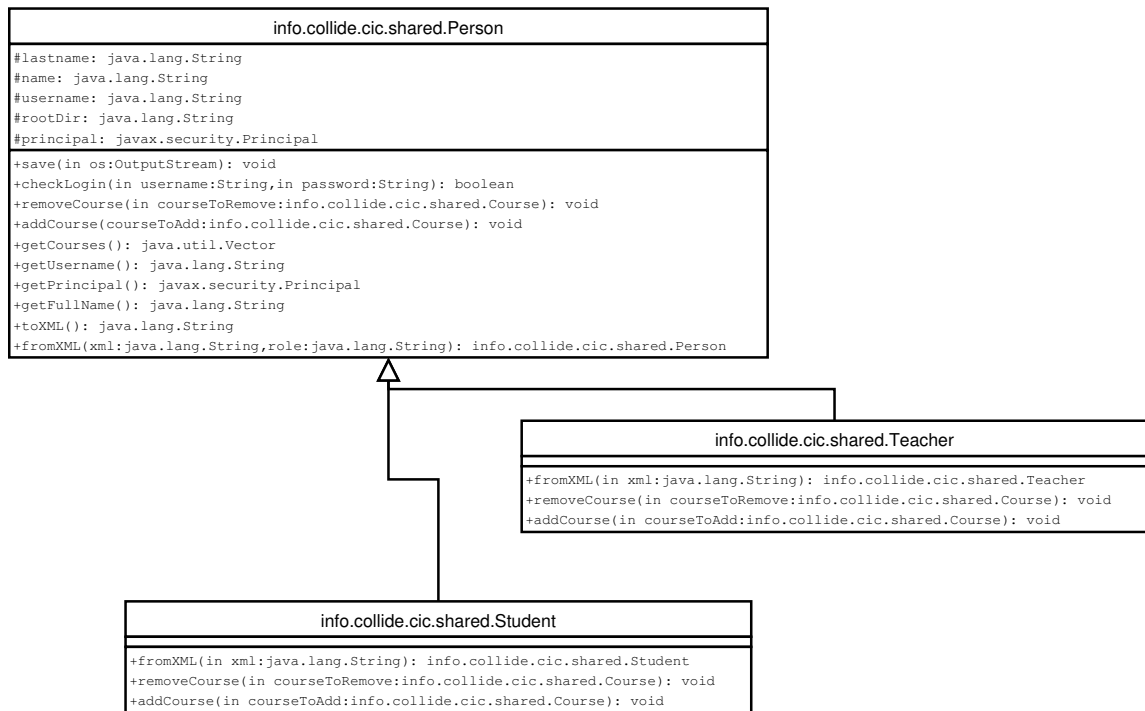 info.collide.cic.shared.Person
#lastname: java.lang.String
#name: java.lang.String
#username: java.lang.String
#rootDir: java.lang.String
#principal: javax.security.Principal
+save(in os:OutputStream): void
+checkLogin(in username:String,in password:String): boolean
+removeCourse(in courseToRemove:info.collide.cic.shared.Course): void
+addCourse(courseToAdd:info.collide.cic.shared.Course): void
+getCourses(): java.util.Vector
+getUsername(): java.lang.String
+getPrincipal(): javax.security.Principal
+getFullName(): java.lang.String
+toXML(): java.lang.String
+fromXML(xml:java.lang.String,role:java.lang.String): info.collide.cic.shared.Person
info.collide.cic.shared.Teacher
+fromXML(in xml:java.lang.String): info.collide.cic.shared.Teacher
+removeCourse(in courseToRemove:info.collide.cic.shared.Course): void
+addCourse(in courseToAdd:info.collide.cic.shared.Course): void
info.collide.cic.shared.Student
+fromXML(in xml:java.lang.String): info.collide.cic.shared.Student
+removeCourse(in courseToRemove:info.collide.cic.shared.Course): void
+addCourse(in courseToAdd:info.collide.cic.shared.Course): void